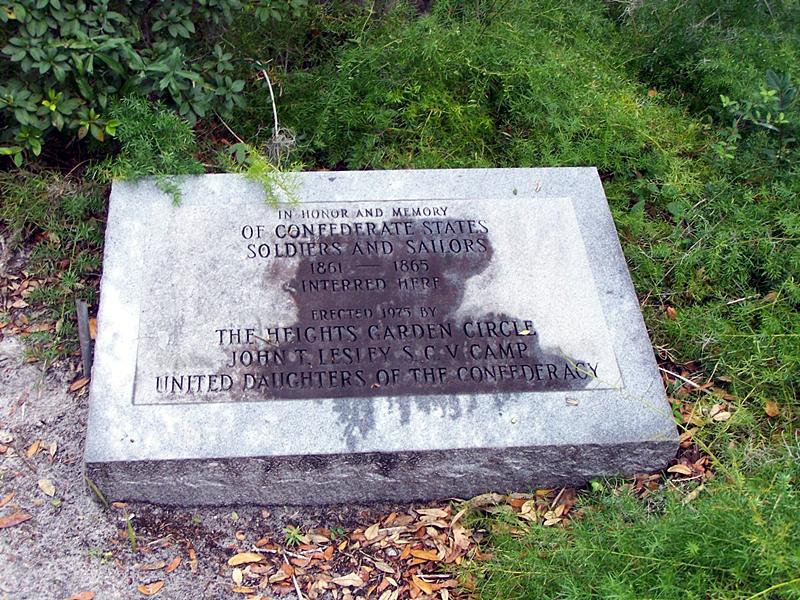 IN HONOR AND MEMORY
OF CONFEDERATE STATES
SOLDIERS AND SAILORS
1861 — 1865
INTERRED HERE
ERECTED 1975 BY
THE HEIGHTS GARDEN CIRCLE
JOHN T. LESLEY S.C.V. CAMP
UNITED DAUGHTERS OF THE CONFEDERACY